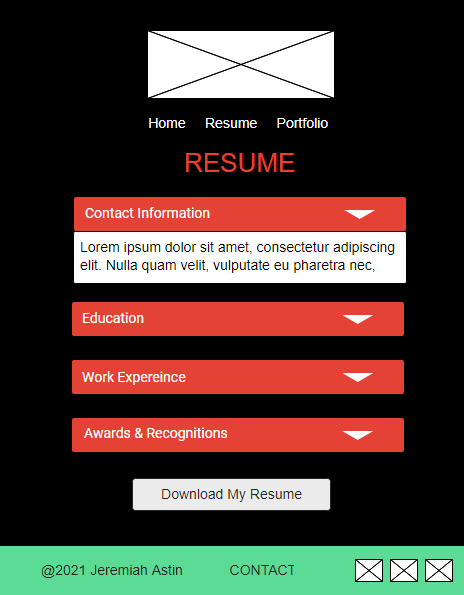 Home Resume Portfolio
RESUME
Contact Information
Lorem ipsum dolor sit amet, consectetur adipiscing
elit. Nulla quam velit, vulputate eu pharetra nec,
Education
Work Expereince
Awards & Recognitions
Download My Resume
@2021 Jeremiah Astin CONTACT